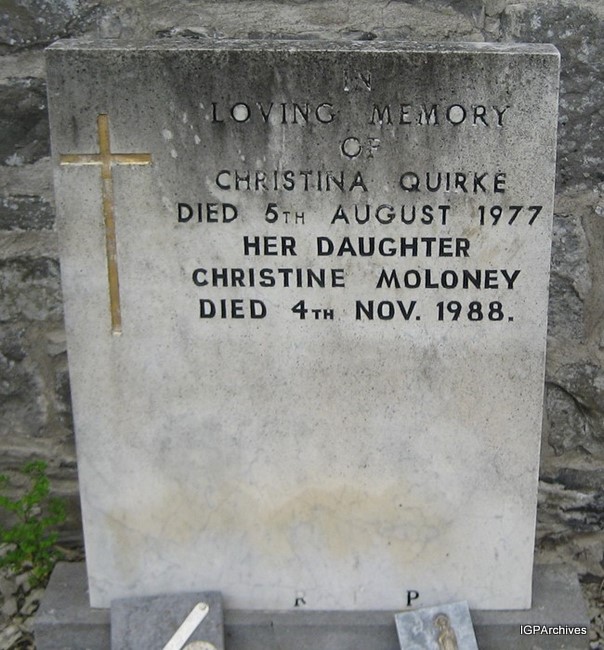 IN
LOVING MEMORY
OF
CHRISTINA QUIRKE
DIED 5TH AUGUST 1977
HER DAUGHTER
CHRISTINE MOLONEY
DIED 4TH NOV. 1988.
R P
IGPArchives